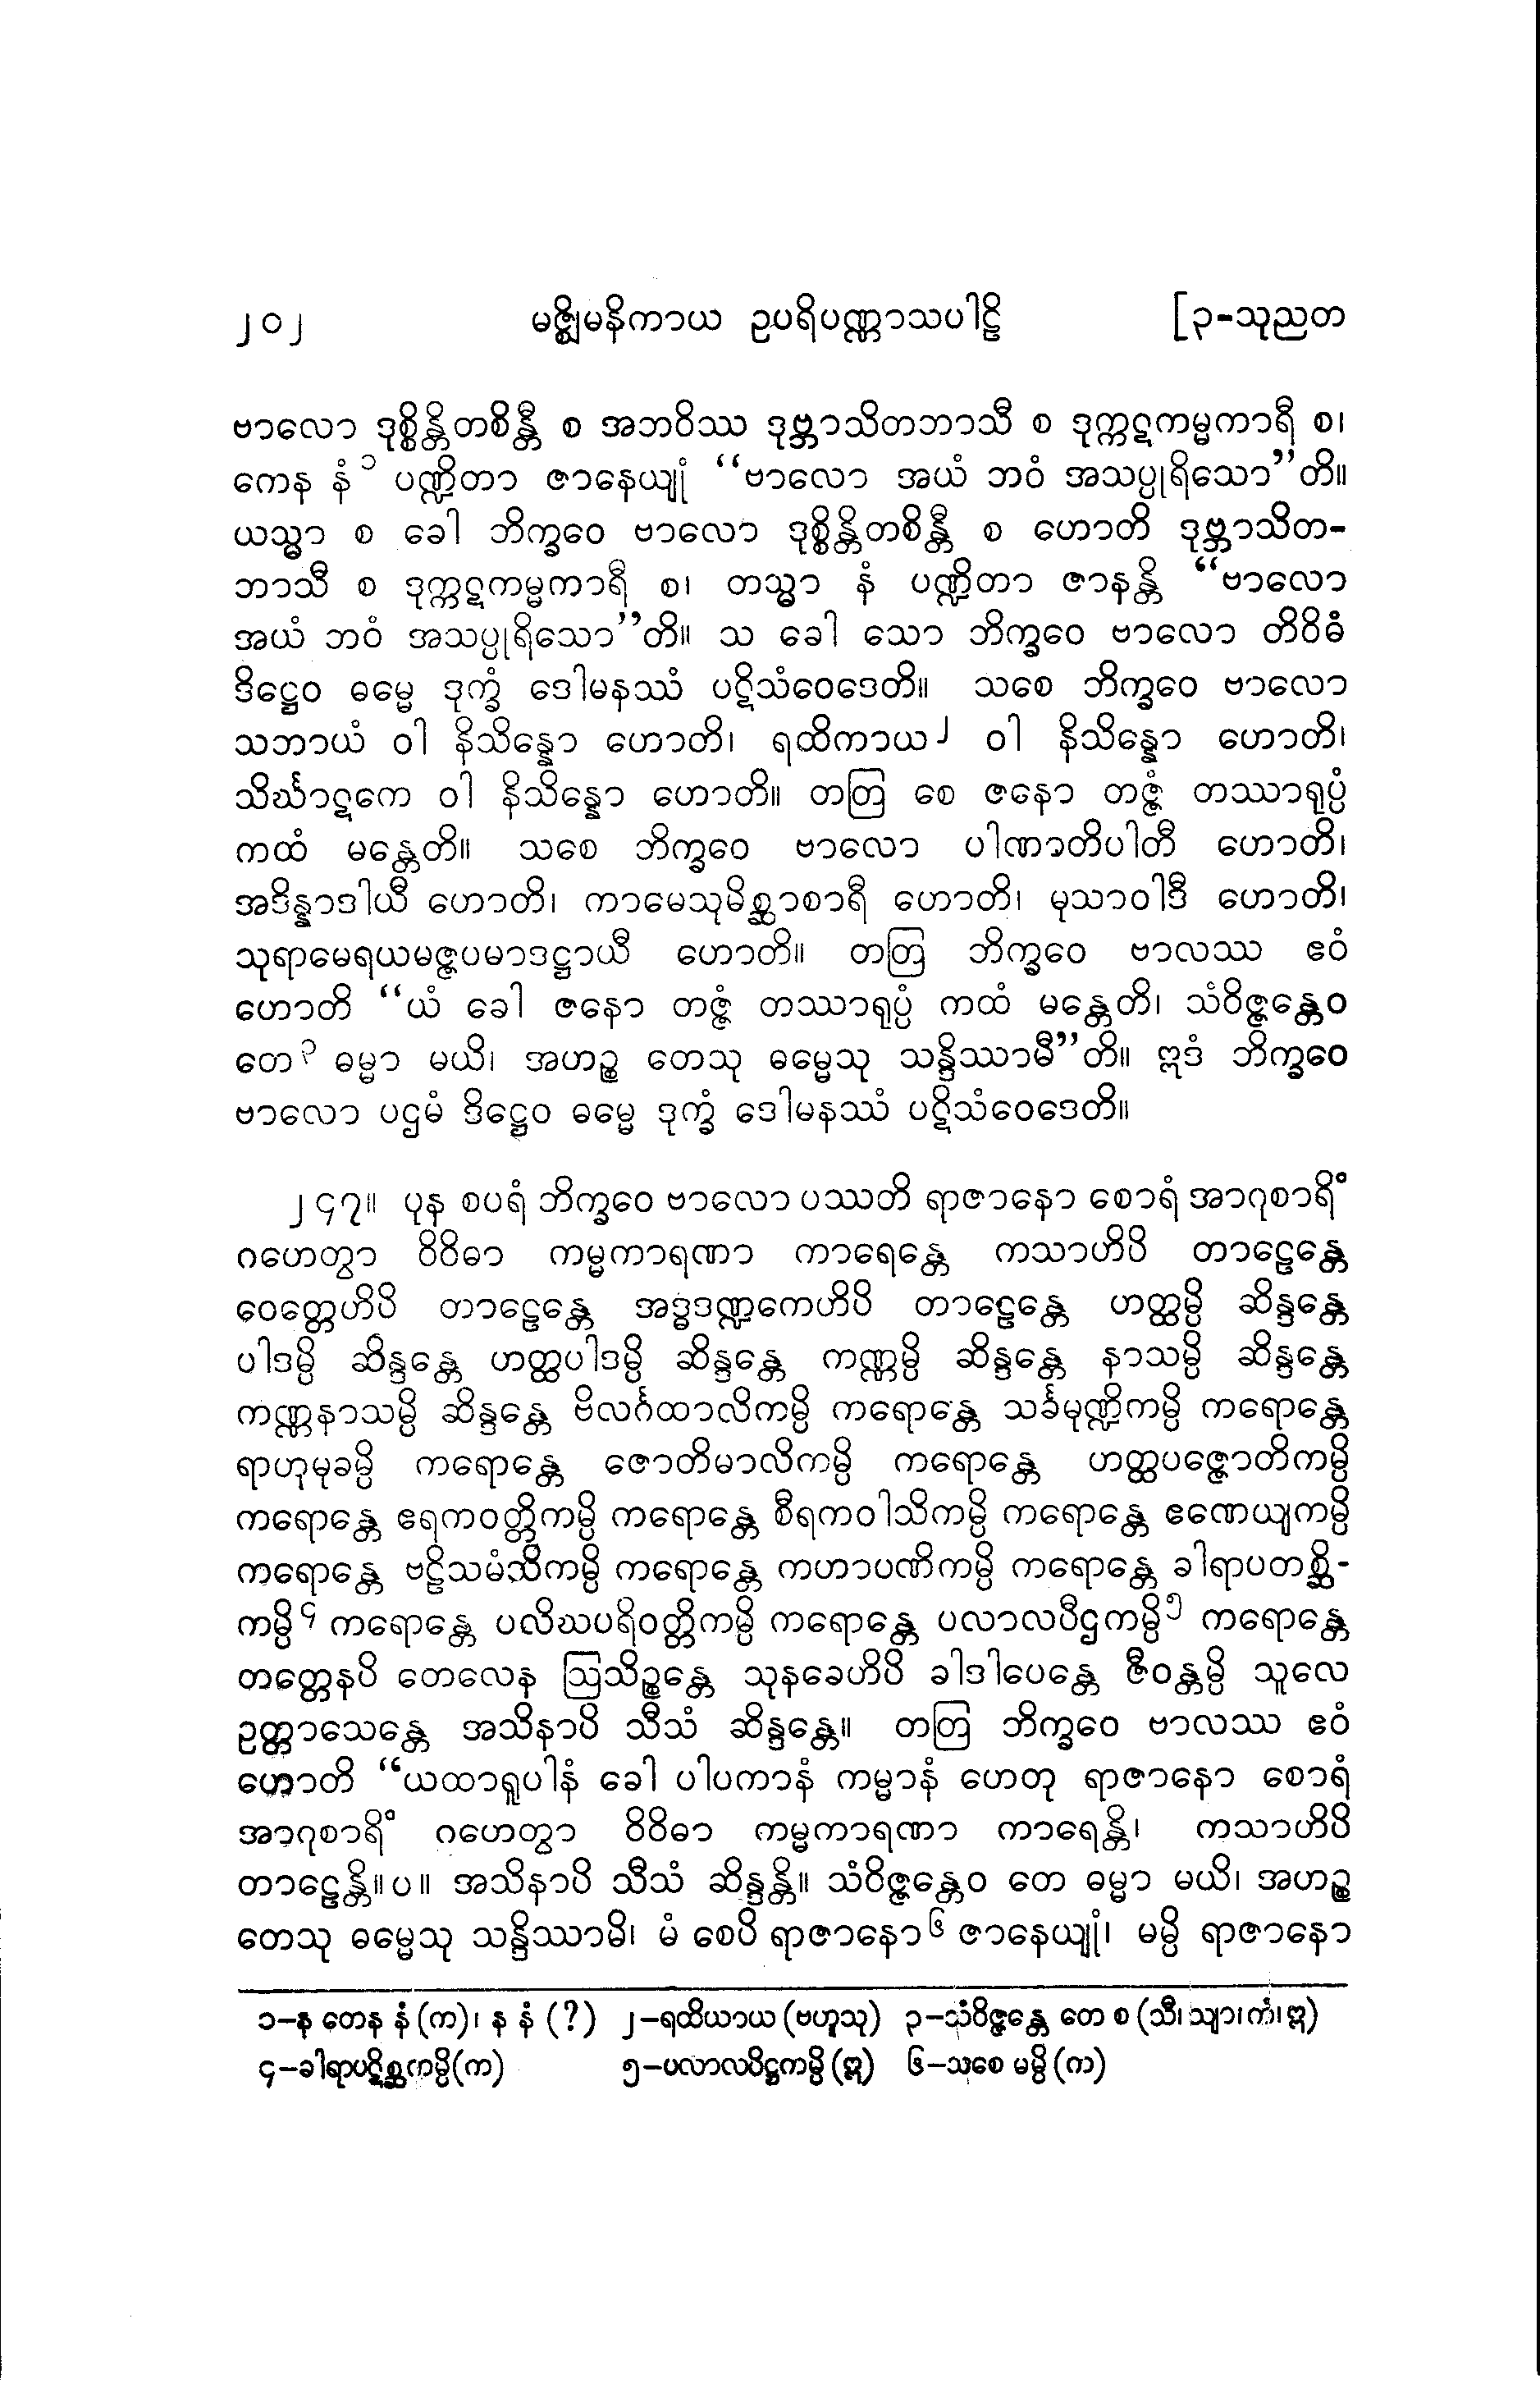 ၂၀၂ မဇ္ဈိမနိကာယ ဥပရိပဏ္ဏာသပါဠိ [၃-သုညတ
ဗာလော ဒုစ္စိန္တိတစိန္တီ စ အဘဝိဿ ဒုဗ္ဘာသိတဘာသီ စ ဒုက္ကဋကမ္မကာရီ စ၊
ကေန နံ ၁ ပဏ္ဍိတာ ဇာနေယျုံ “ဗာလော အယံ ဘဝံ အသပ္ပုရိသော”တိ။
ယသ္မာ စ ခေါ ဘိက္ခဝေ ဗာလော ဒုစ္စိန္တိတစိန္တီ စ ဟောတိ ဒုဗ္ဘာသိတ-
ဘာသီ စ ဒုက္ကဋကမ္မကာရီ စ၊ တသ္မာ နံ ပဏ္ဍိတာ ဇာနန္တိ “ဗာလော
အယံ ဘဝံ အသပ္ပုရိသော”တိ။ သ ခေါ သော ဘိက္ခဝေ ဗာလော တိဝိဓံ
ဒိဋ္ဌေဝ ဓမ္မေ ဒုက္ခံ ဒေါမနဿံ ပဋိသံဝေဒေတိ။ သစေ ဘိက္ခဝေ ဗာလော
သဘာယံ ဝါ နိသိန္နော ဟောတိ၊ ရထိကာယ ၂ ဝါ နိသိန္နော ဟောတိ၊
သိင်္ဃာဋကေ ဝါ နိသိန္နော ဟောတိ။ တတြ စေ ဇနော တဇ္ဇံ တဿာရုပ္ပံ
ကထံ မန္တေတိ။ သစေ ဘိက္ခဝေ ဗာလော ပါဏာတိပါတီ ဟောတိ၊
အဒိန္နာဒါယီ ဟောတိ၊ ကာမေသုမိစ္ဆာစာရီ ဟောတိ၊ မုသာဝါဒီ ဟောတိ၊
သုရာမေရယမဇ္ဇပမာဒဋ္ဌာယီ ဟောတိ။ တတြ ဘိက္ခဝေ ဗာလဿ ဧဝံ
ဟောတိ “ယံ ခေါ ဇနော တဇ္ဇံ တဿာရုပ္ပံ ကထံ မန္တေတိ၊ သံဝိဇ္ဇန္တေဝ
တေ ၃ ဓမ္မာ မယိ၊ အဟဉ္စ တေသု ဓမ္မေသု သန္ဒိဿာမီ”တိ။ ဣဒံ ဘိက္ခဝေ
ဗာလော ပဌမံ ဒိဋ္ဌေဝ ဓမ္မေ ဒုက္ခံ ဒေါမနဿံ ပဋိသံဝေဒေတိ။
၂၄၇။ ပုန စပရံ ဘိက္ခဝေ ဗာလော ပဿတိ ရာဇာနော စောရံ အာဂုစာရိံ
ဂဟေတွာ ဝိဝိဓာ ကမ္မကာရဏာ ကာရေန္တေ ကသာဟိပိ တာဠေန္တေ
ဝေတ္တေဟိပိ တာဠေန္တေ အဒ္ဓဒဏ္ဍကေဟိပိ တာဠေန္တေ ဟတ္ထမ္ပိ ဆိန္ဒန္တေ
ပါဒမ္ပိ ဆိန္ဒန္တေ ဟတ္ထပါဒမ္ပိ ဆိန္ဒန္တေ ကဏ္ဏမ္ပိ ဆိန္ဒန္တေ နာသမ္ပိ ဆိန္ဒန္တေ
ကဏ္ဏနာသမ္ပိ ဆိန္ဒန္တေ ဗိလင်္ဂထာလိကမ္ပိ ကရောန္တေ သင်္ခမုဏ္ဍိကမ္ပိ ကရောန္တေ
ရာဟုမုခမ္ပိ ကရောန္တေ ဇောတိမာလိကမ္ပိ ကရောန္တေ ဟတ္ထပဇ္ဇောတိကမ္ပိ
ကရောန္တေ ဧရကဝတ္တိကမ္ပိ ကရောန္တေ စီရကဝါသိကမ္ပိ ကရောန္တေ ဧဏေယျကမ္ပိ
ကရောန္တေ ဗဠိသမံသိကမ္ပိ ကရောန္တေ ကဟာပဏိကမ္ပိ ကရောန္တေ ခါရာပတစ္ဆိ-
ကမ္ပိ ၄ ကရောန္တေ ပလိဃပရိဝတ္တိကမ္ပိ ကရောန္တေ ပလာလပီဌကမ္ပိ ၅ ကရောန္တေ
တတ္တေနပိ တေလေန ဩသိဉ္စန္တေ သုနခေဟိပိ ခါဒါပေန္တေ ဇီဝန္တမ္ပိ သူလေ
ဥတ္တာသေန္တေ အသိနာပိ သီသံ ဆိန္ဒန္တေ။ တတြ ဘိက္ခဝေ ဗာလဿ ဧဝံ
ဟောတိ “ယထာရူပါနံ ခေါ ပါပကာနံ ကမ္မာနံ ဟေတု ရာဇာနော စောရံ
အာဂုစာရိံ ဂဟေတွာ ဝိဝိဓာ ကမ္မကာရဏာ ကာရေန္တိ၊ ကသာဟိပိ
တာဠေန္တိ။ပ။ အသိနာပိ သီသံ ဆိန္ဒန္တိ။ သံဝိဇ္ဇန္တေဝ တေ ဓမ္မာ မယိ၊ အဟဉ္စ
တေသု ဓမ္မေသု သန္ဒိဿာမိ၊ မံ စေပိ ရာဇာနော ၆ ဇာနေယျုံ၊ မမ္ပိ ရာဇာနော
၁–န တေန နံ (က)၊ န နံ (?) ၂–ရထိယာယ (ဗဟူသု) ၃–သံဝိဇ္ဇန္တေ တေ စ (သီ၊ သျာ၊ ကံ၊ ဣ)
၄–ခါရာပဋိစ္ဆကမ္ပိ (က) ၅–ပလာလပိဋ္ဌကမ္ပိ (ဣ) ၆–သစေ မမ္ပိ (က)